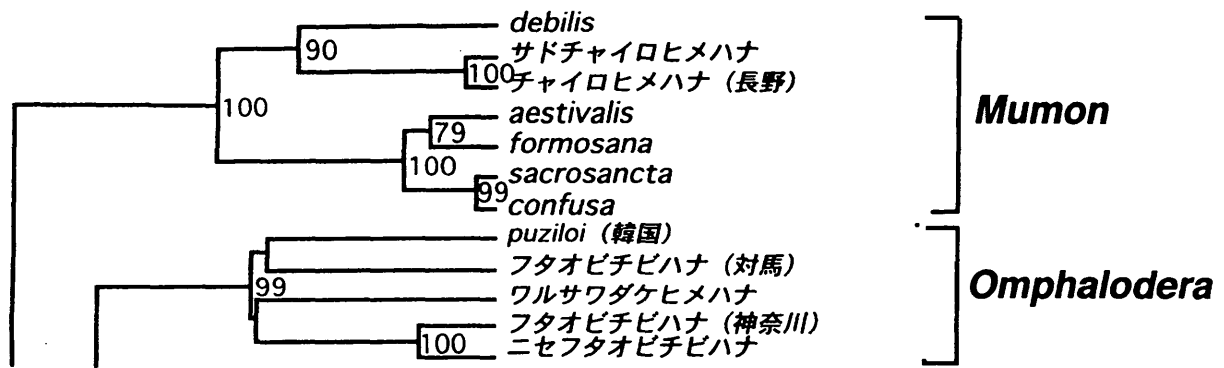 debilis
90
サドチャイロヒメハナ
100
チャイロヒメハナ（長野）
100
aestivalis
Mumon
79
formosana
100
sacrosancta
99
confusa
puziloi（韓国）
フタオビチビハナ（対馬）
99
Omphalodera
ワルサワダケヒメハナ
フタオビチビハナ（神奈川）
100
ニセフタオビチビハナ